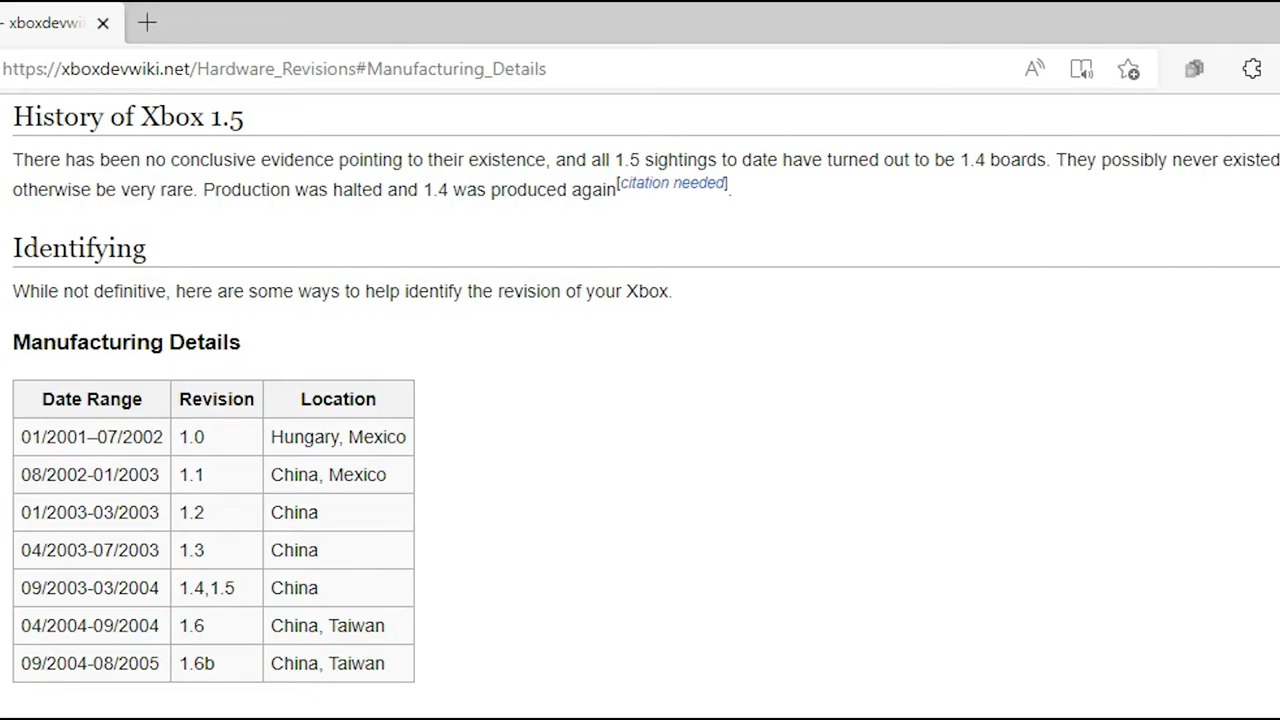 - xboxdevwi
https://xboxdevwiki.net/Hardware_Revisions#Manufacturing_Details
History of Xbox 1.5
There has been no conclusive evidence pointing to their existence, and all 1.5 sightings to date have turned out to be 1.4 boards. They possibly never existed
otherwise be very rare. Production was halted and 1.4 was produced again[citation needed].
Identifying
While not definitive, here are some ways to help identify the revision of your Xbox.
Manufacturing Details
Date Range Revision Location
01/2001–07/2002 1.0 Hungary, Mexico
08/2002-01/2003 1.1 China, Mexico
01/2003-03/2003 1.2 China
04/2003-07/2003 1.3 China
09/2003-03/2004 1.4,1.5 China
04/2004-09/2004 1.6 China, Taiwan
09/2004-08/2005 1.6b China, Taiwan